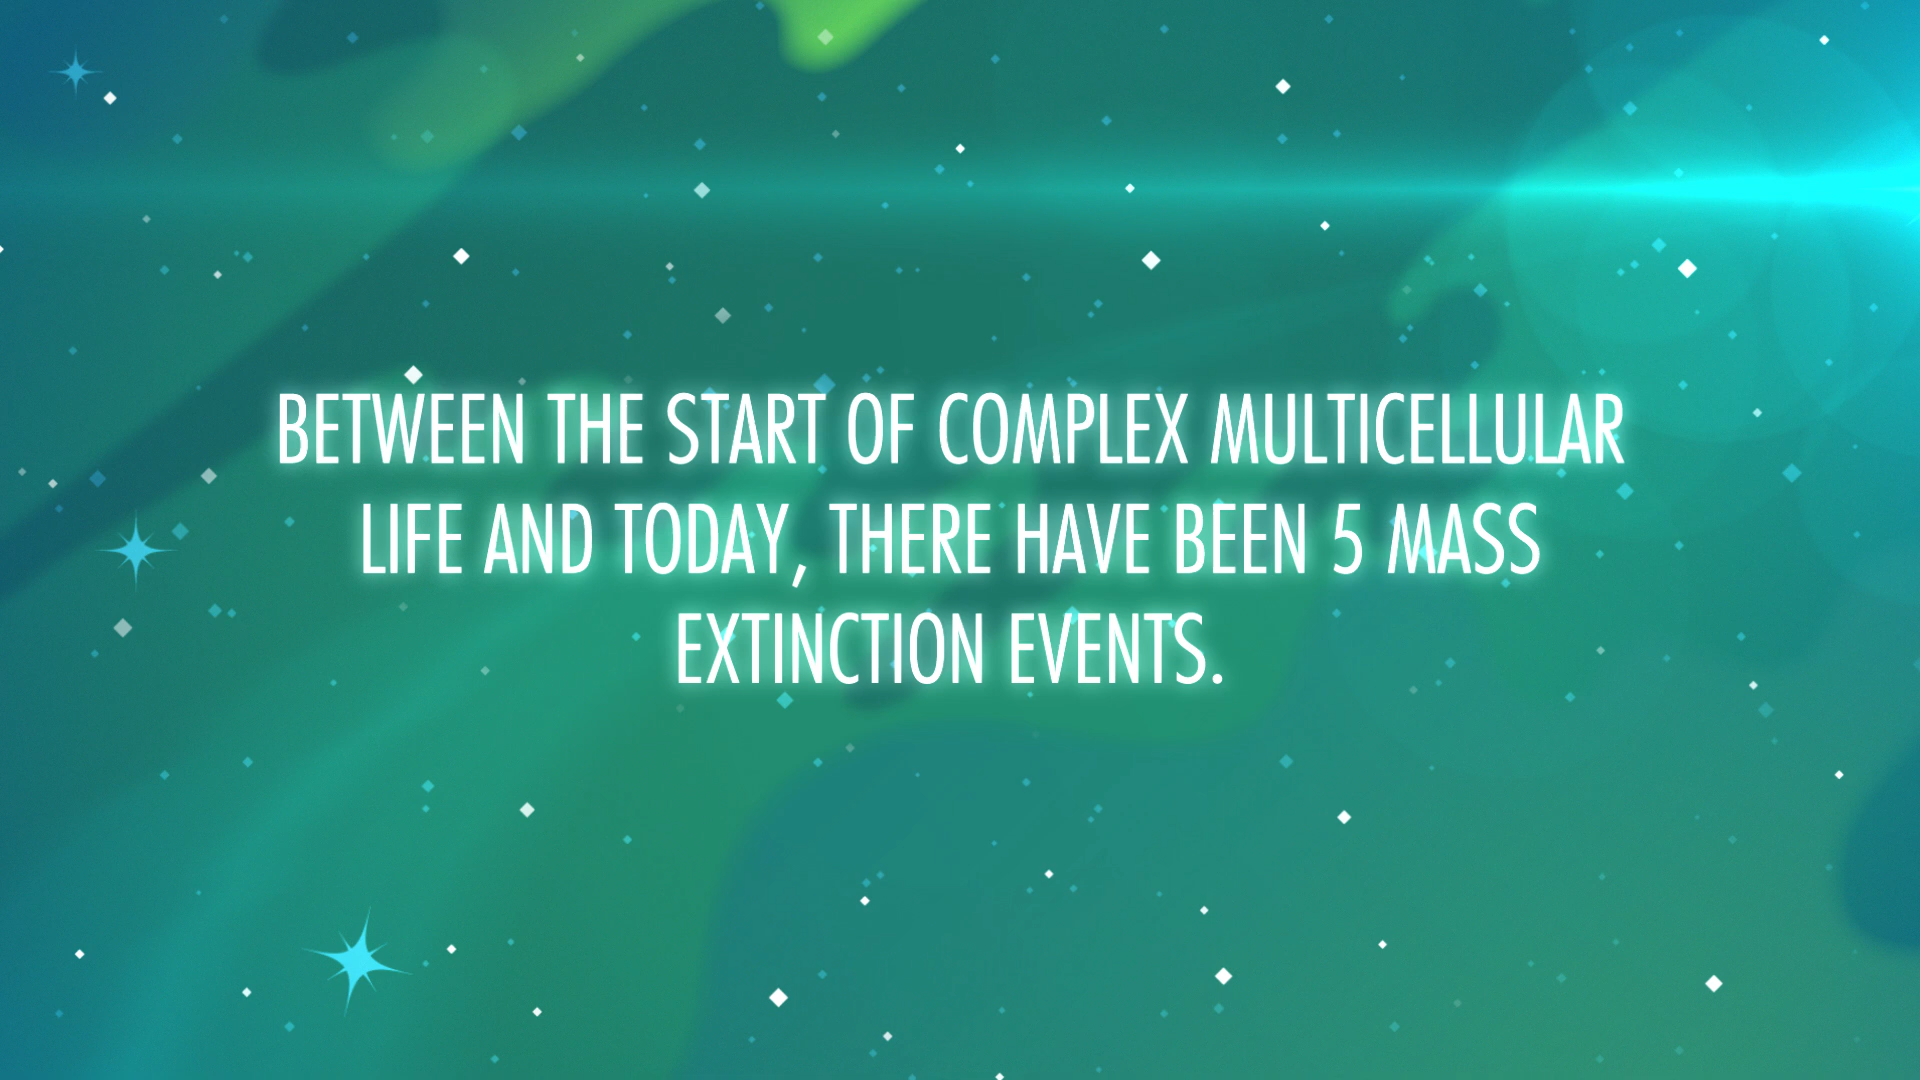 BETWEEN THE START OF COMPLEX MULTICELLULAR
LIFE AND TODAY, THERE HAVE BEEN 5 MASS
EXTINCTION EVENTS.